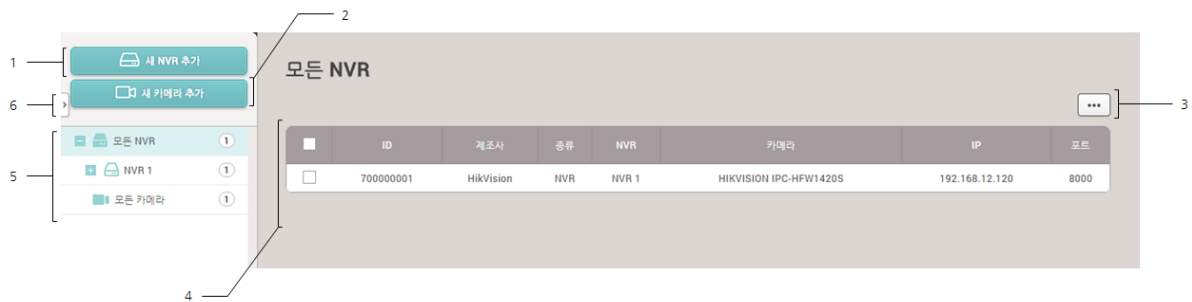 2
1
새 NVR 추가
모든 NVR
새 카메라 추가
6
3
•••
모든 NVR 1
ID 제조사 종류 NVR 카메라 IP 포트
5
NVR 1 1
700000001 HikVision NVR NVR 1 HIKVISION IPC-HFW1420S 192.168.12.120 8000
모든 카메라 1
4